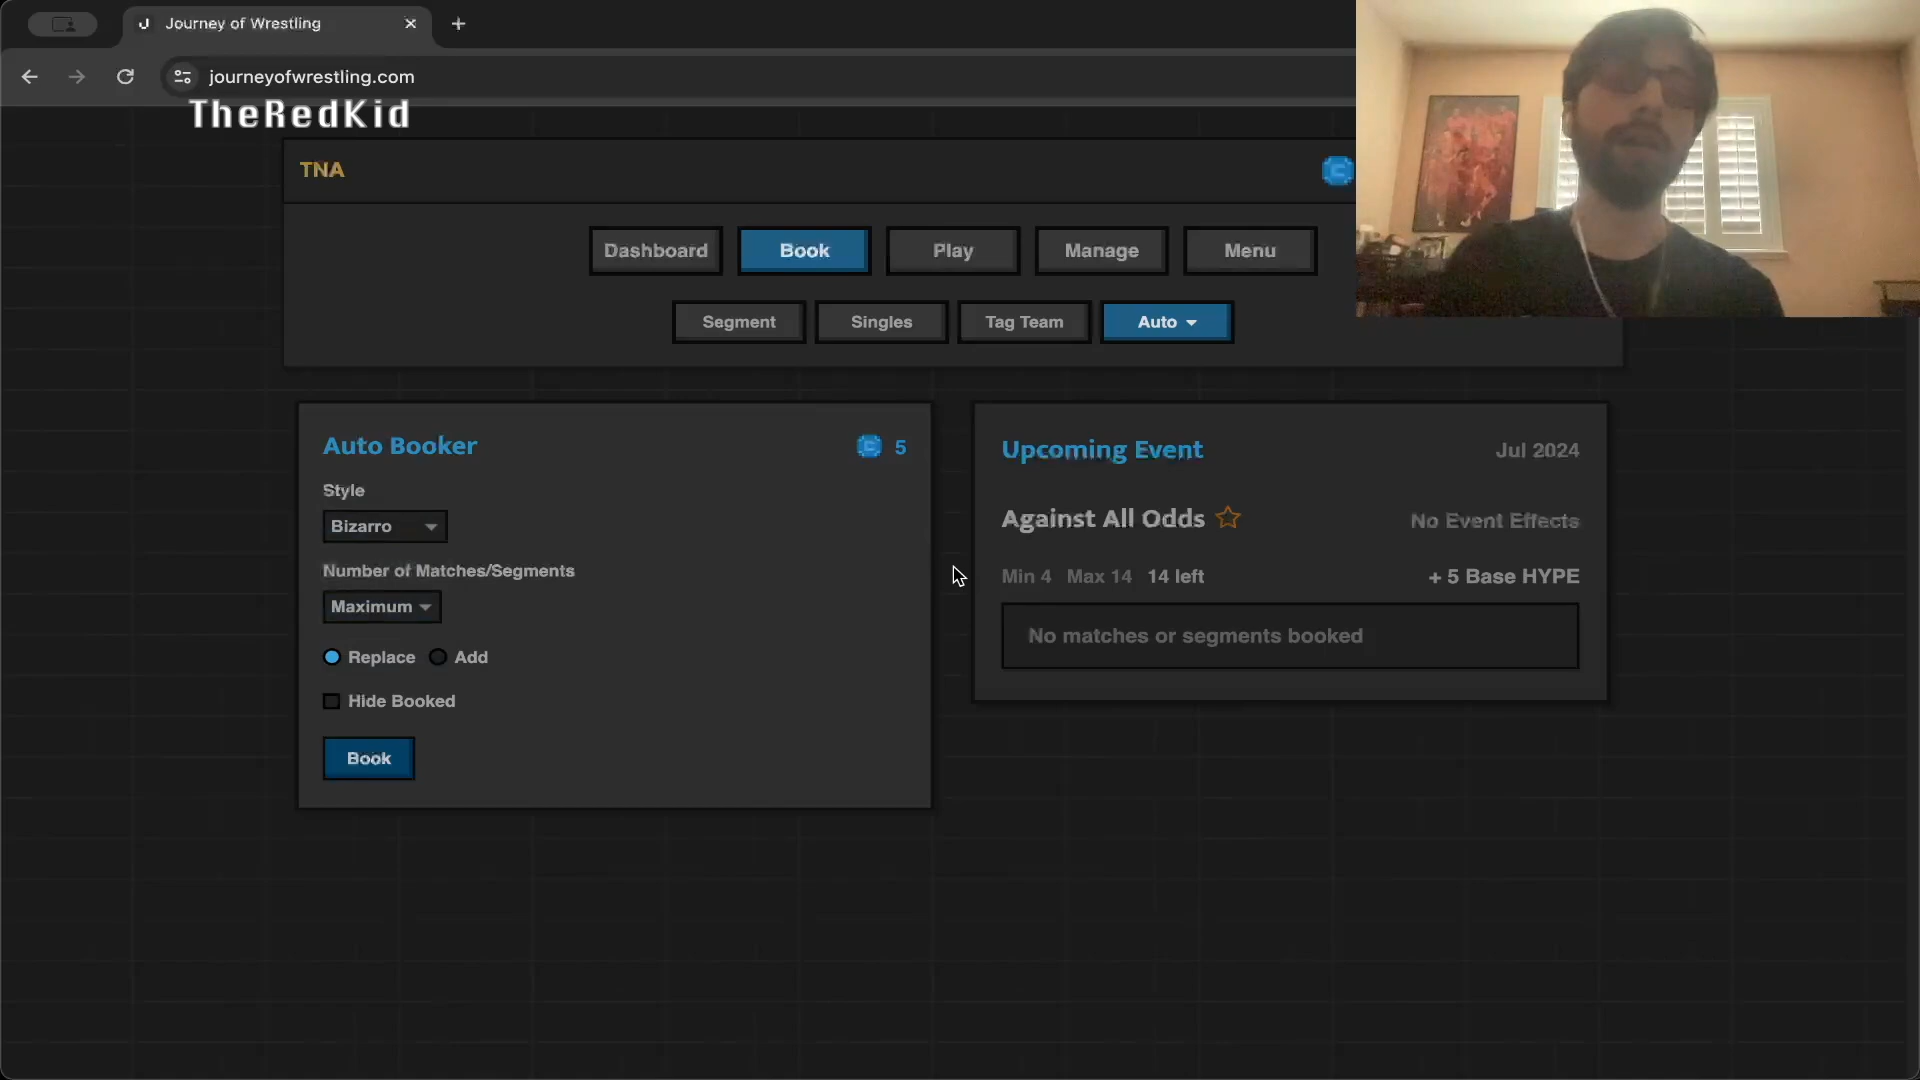 Journey of Wrestling
journeyofwrestling.com
TheRedKid
TNA
Dashboard
Book
Play
Manage
Menu
Segment
Singles
Tag Team
Auto
Auto Booker
5
Style
Bizarro
Number of Matches/Segments
Maximum
Replace
Add
Hide Booked
Book
Upcoming Event
Jul 2024
Against All Odds
No Event Effects
Min 4 Max 14 14 left
+ 5 Base HYPE
No matches or segments booked